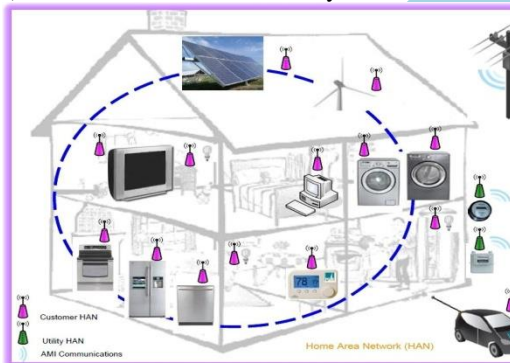 78
Customer HAN
Utility HAN
AMI Communications
Home Area Network (HAN)